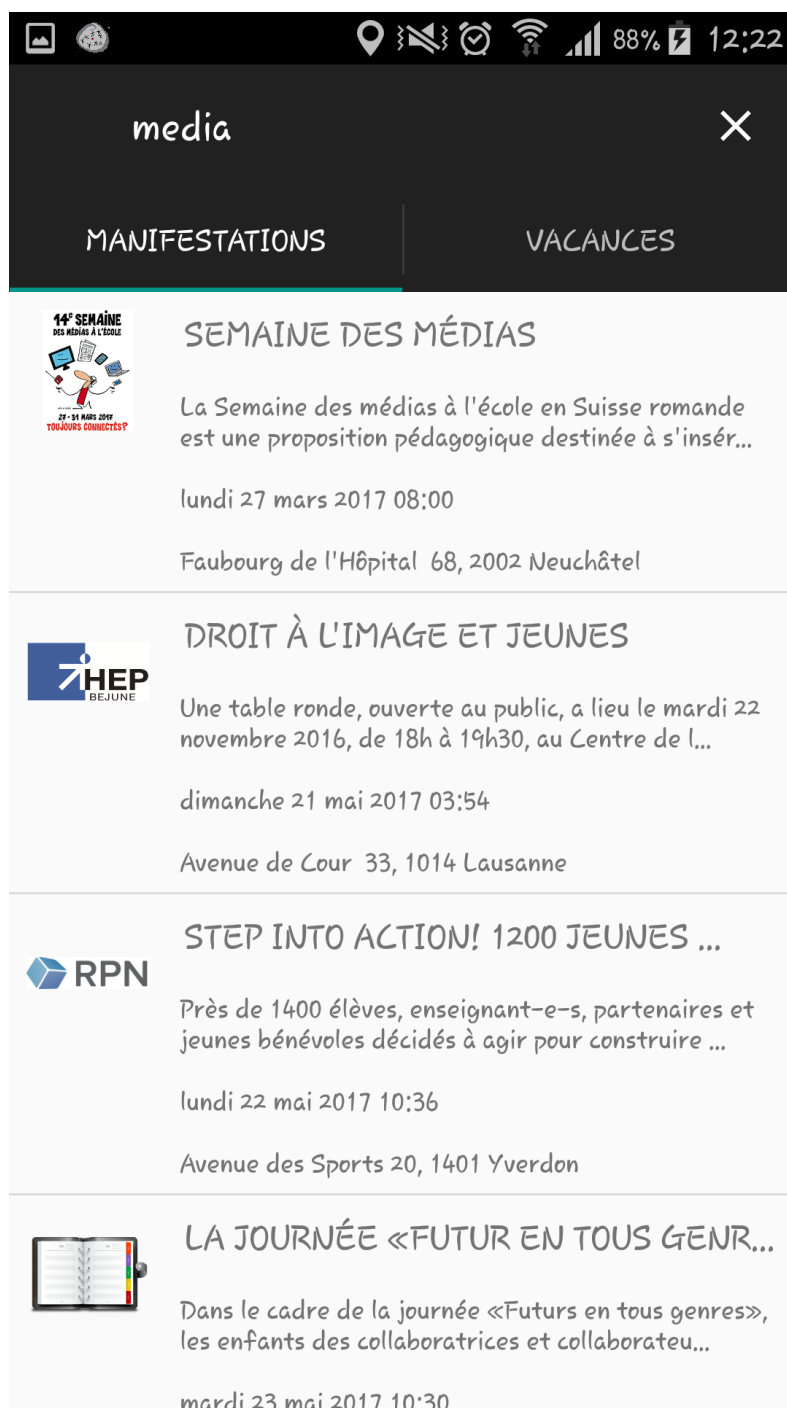 88% 12:22
media
MANIFESTATIONS VACANCES
14e SEMAINE
DES MÉDIAS À L'ÉCOLE
27-31 MARS 2017
TOUJOURS CONNECTÉS?
SEMAINE DES MÉDIAS
La Semaine des médias à l'école en Suisse romande
est une proposition pédagogique destinée à s'insér...
lundi 27 mars 2017 08:00
Faubourg de l'Hôpital 68, 2002 Neuchâtel
HEP
BEJUNE
DROIT À L'IMAGE ET JEUNES
Une table ronde, ouverte au public, a lieu le mardi 22
novembre 2016, de 18h à 19h30, au Centre de l...
dimanche 21 mai 2017 03:54
Avenue de Cour 33, 1014 Lausanne
RPN
STEP INTO ACTION! 1200 JEUNES ...
Près de 1400 élèves, enseignant-e-s, partenaires et
jeunes bénévoles décidés à agir pour construire ...
lundi 22 mai 2017 10:36
Avenue des Sports 20, 1401 Yverdon
LA JOURNÉE «FUTUR EN TOUS GENR...
Dans le cadre de la journée «Futurs en tous genres»,
les enfants des collaboratrices et collaborateu...
mardi 23 mai 2017 10:30